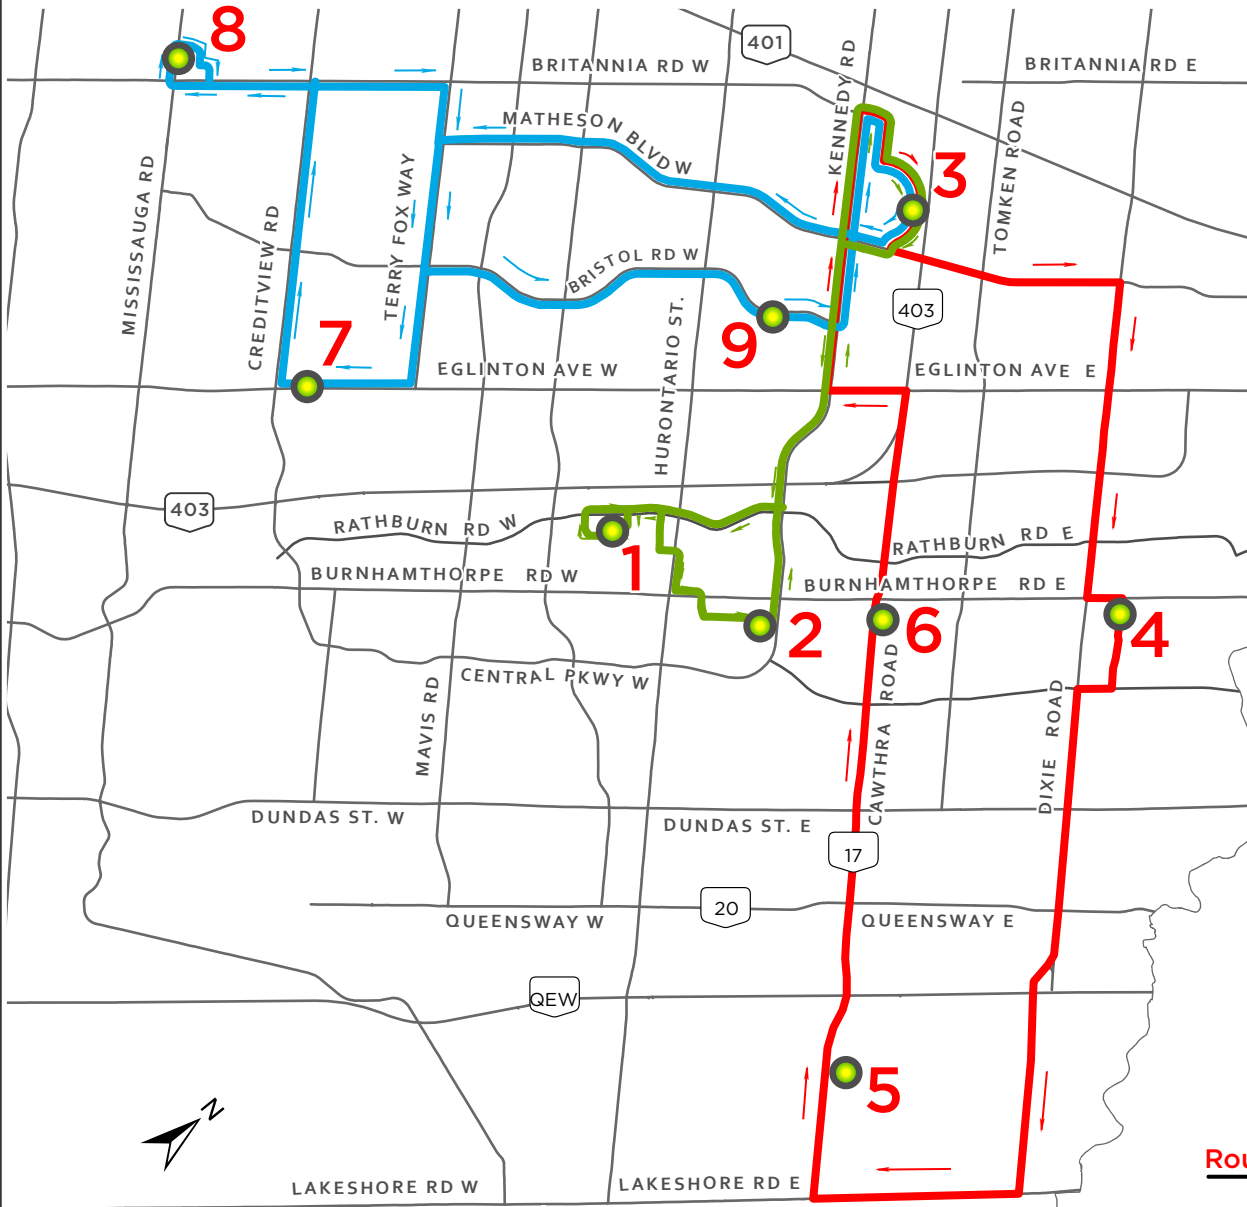 8
401
BRITANNIA RD W
BRITANNIA RD E
KENNEDY RD
MATHESON BLVD W
3
TOMKEN ROAD
MISSISSAUGA RD
CREDITVIEW RD
TERRY FOX WAY
BRISTOL RD W
HURONTARIO ST.
403
7
9
EGLINTON AVE W
EGLINTON AVE E
403
RATHBURN RD W
RATHBURN RD E
1
BURNHAMTHORPE RD W
BURNHAMTHORPE RD E
2
6
4
CENTRAL PKWY W
MAVIS RD
CAWTHRA ROAD
DIXIE ROAD
DUNDAS ST. W
DUNDAS ST. E
17
20
QUEENSWAY W
QUEENSWAY E
QEW
5
N
Rou
LAKESHORE RD W
LAKESHORE RD E